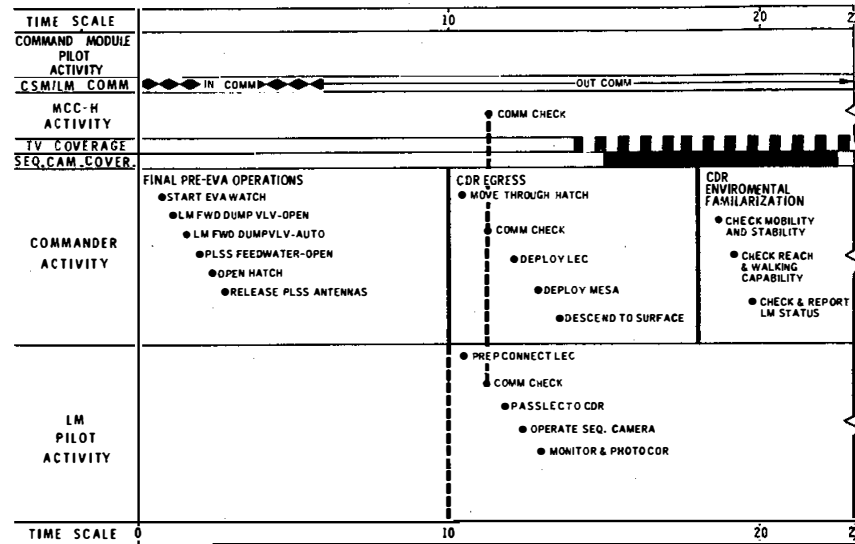 TIME SCALE 10 20
COMMAND MODULE
PILOT
ACTIVITY
CSM/LM COMM IN COMM OUT COMM
MCC-H
ACTIVITY
COMM CHECK
TV COVERAGE
SEQ.CAM.COVER.
COMMANDER
ACTIVITY
FINAL PRE-EVA OPERATIONS
START EVA WATCH
LM FWD DUMP VLV-OPEN
LM FWD DUMPVLV-AUTO
PLSS FEEDWATER-OPEN
OPEN HATCH
RELEASE PLSS ANTENNAS
CDR EGRESS
MOVE THROUGH HATCH
COMM CHECK
DEPLOY LEC
DEPLOY MESA
DESCEND TO SURFACE
CDR
ENVIROMENTAL
FAMILARIZATION
CHECK MOBILITY
AND STABILITY
CHECK REACH
& WALKING
CAPABILITY
CHECK & REPORT
LM STATUS
LM
PILOT
ACTIVITY
PREP CONNECT LEC
COMM CHECK
PASS LEC TO CDR
OPERATE SEQ. CAMERA
MONITOR & PHOTO CDR
TIME SCALE 0 10 20